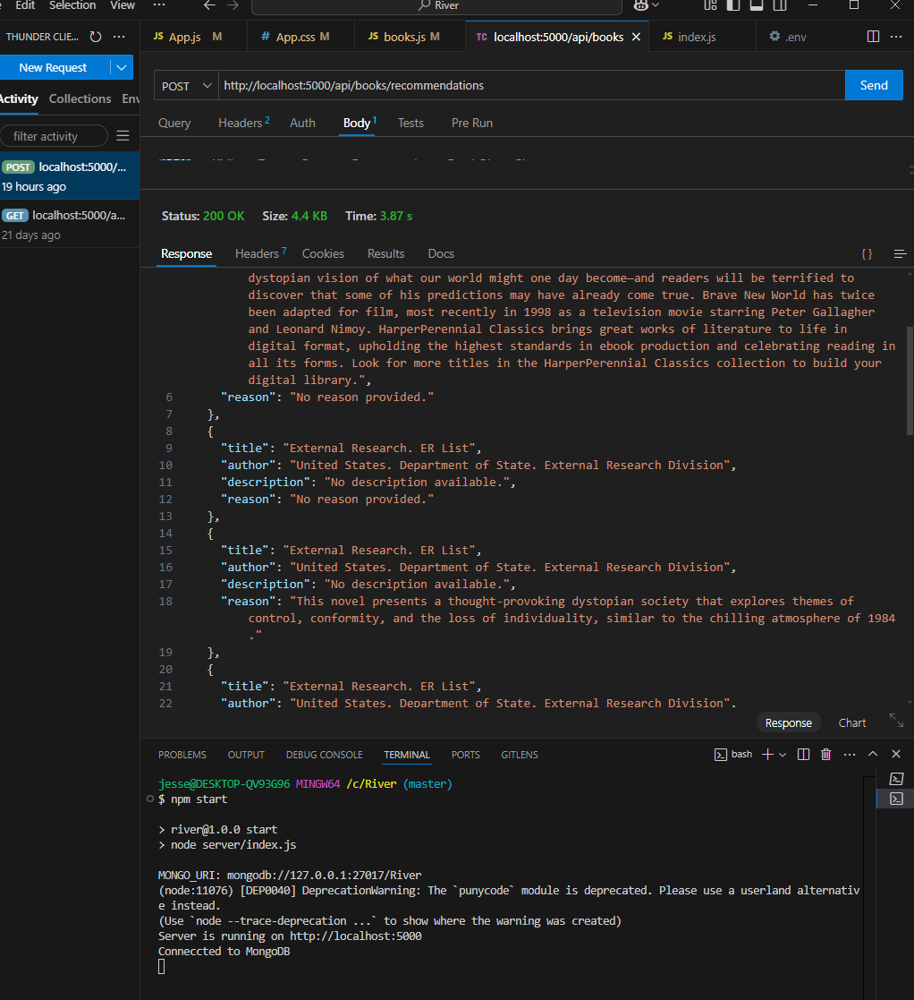 Edit Selection View ··· River
THUNDER CLIE... ··· JS App.js M # App.css M JS books.js M TC localhost:5000/api/books × JS index.js .env ···
New Request
POST http://localhost:5000/api/books/recommendations Send
Activity Collections Env
Query Headers 2 Auth Body 1 Tests Pre Run
filter activity
POST localhost:5000/...
19 hours ago
GET localhost:5000/a...
21 days ago
Status: 200 OK Size: 4.4 KB Time: 3.87 s
Response Headers 7 Cookies Results Docs { }
dystopian vision of what our world might one day become—and readers will be terrified to
discover that some of his predictions may have already come true. Brave New World has twice
been adapted for film, most recently in 1998 as a television movie starring Peter Gallagher
and Leonard Nimoy. HarperPerennial Classics brings great works of literature to life in
digital format, upholding the highest standards in ebook production and celebrating reading in
all its forms. Look for more titles in the HarperPerennial Classics collection to build your
digital library.",
6 "reason": "No reason provided."
7 },
8 {
9 "title": "External Research. ER List",
10 "author": "United States. Department of State. External Research Division",
11 "description": "No description available.",
12 "reason": "No reason provided."
13 },
14 {
15 "title": "External Research. ER List",
16 "author": "United States. Department of State. External Research Division",
17 "description": "No description available.",
18 "reason": "This novel presents a thought-provoking dystopian society that explores themes of
control, conformity, and the loss of individuality, similar to the chilling atmosphere of 1984
."
19 },
20 {
21 "title": "External Research. ER List",
22 "author": "United States. Department of State. External Research Division",
Response Chart
PROBLEMS OUTPUT DEBUG CONSOLE TERMINAL PORTS GITLENS bash ···
jesse@DESKTOP-QV93G96 MINGW64 /c/River (master)
$ npm start
> river@1.0.0 start
> node server/index.js
MONGO_URI: mongodb://127.0.0.1:27017/River
(node:11076) [DEP0040] DeprecationWarning: The `punycode` module is deprecated. Please use a userland alternativ
e instead.
(Use `node --trace-deprecation ...` to show where the warning was created)
Server is running on http://localhost:5000
Conneccted to MongoDB